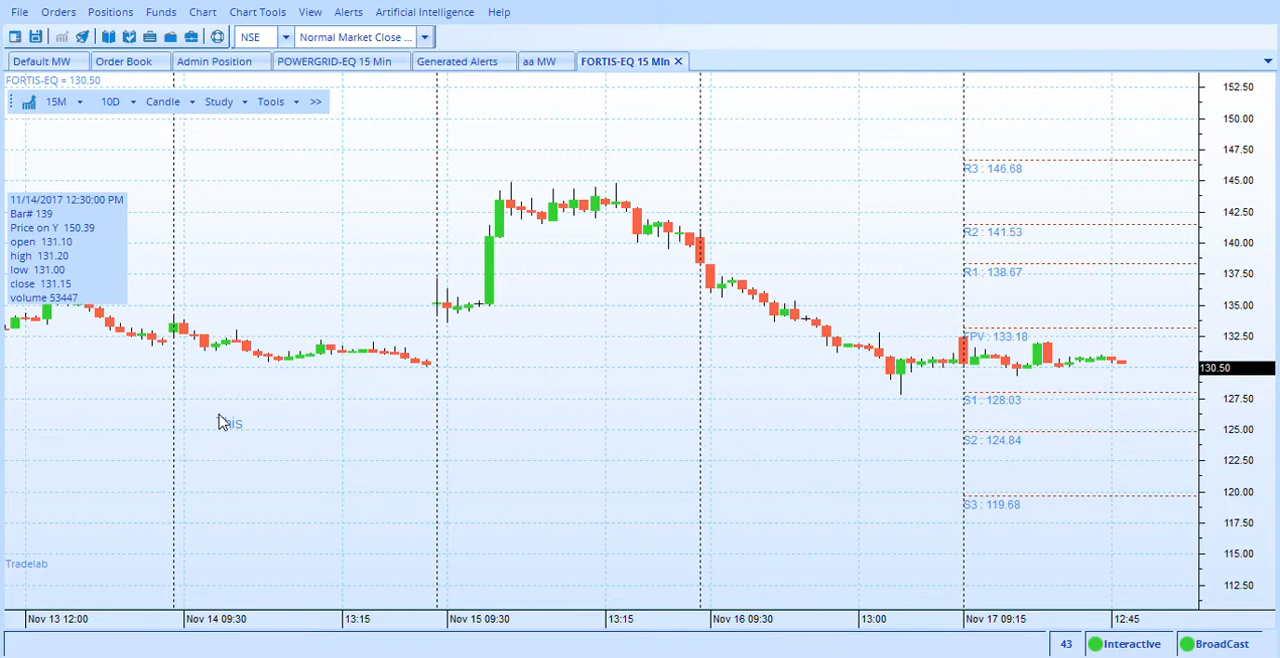 File Orders Positions Funds Chart Chart Tools View Alerts Artificial Intelligence Help
NSE Normal Market Close ...
Default MW Order Book Admin Position POWERGRID-EQ 15 Min Generated Alerts aa MW FORTIS-EQ 15 MIn
FORTIS-EQ = 130.50
15M 10D Candle Study Tools >>
11/14/2017 12:30:00 PM
Bar# 139
Price on Y 150.39
open 131.10
high 131.20
low 131.00
close 131.15
volume 53447
R3 : 146.68
R2 : 141.53
R1 : 138.67
133.18
S1 : 128.03
S2 : 124.84
S3 : 119.68
152.50
150.00
147.50
145.00
142.50
140.00
137.50
135.00
132.50
130.50
127.50
125.00
122.50
120.00
117.50
115.00
112.50
Tradelab
Nov 13 12:00 Nov 14 09:30 13:15 Nov 15 09:30 13:15 Nov 16 09:30 13:00 Nov 17 09:15 12:45
43 Interactive BroadCast